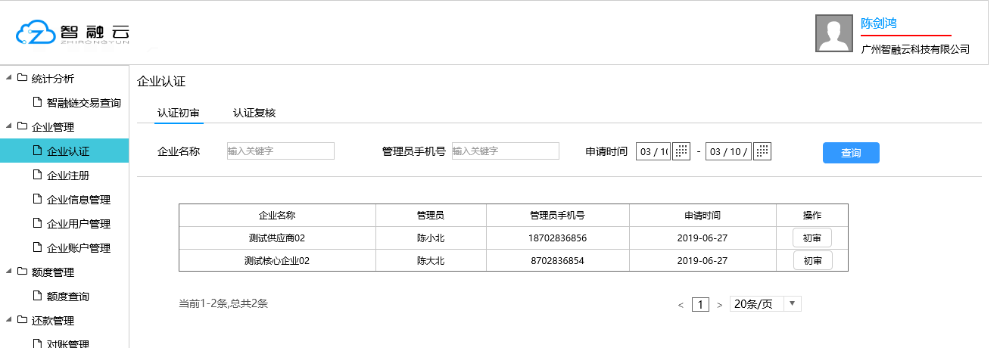 智融云
ZHIRONGYUN
陈剑鸿
广州智融云科技有限公司
统计分析
智融链交易查询
企业管理
企业认证
企业注册
企业信息管理
企业用户管理
企业账户管理
额度管理
额度查询
还款管理
对账管理
企业认证
认证初审 认证复核
企业名称 输入关键字 管理员手机号 输入关键字 申请时间 03 / 10 - 03 / 10 / 查询
企业名称 管理员 管理员手机号 申请时间 操作
测试供应商02 陈小北 18702836856 2019-06-27 初审
测试核心企业02 陈大北 8702836854 2019-06-27 初审
当前1-2条,总共2条 < 1 > 20条/页